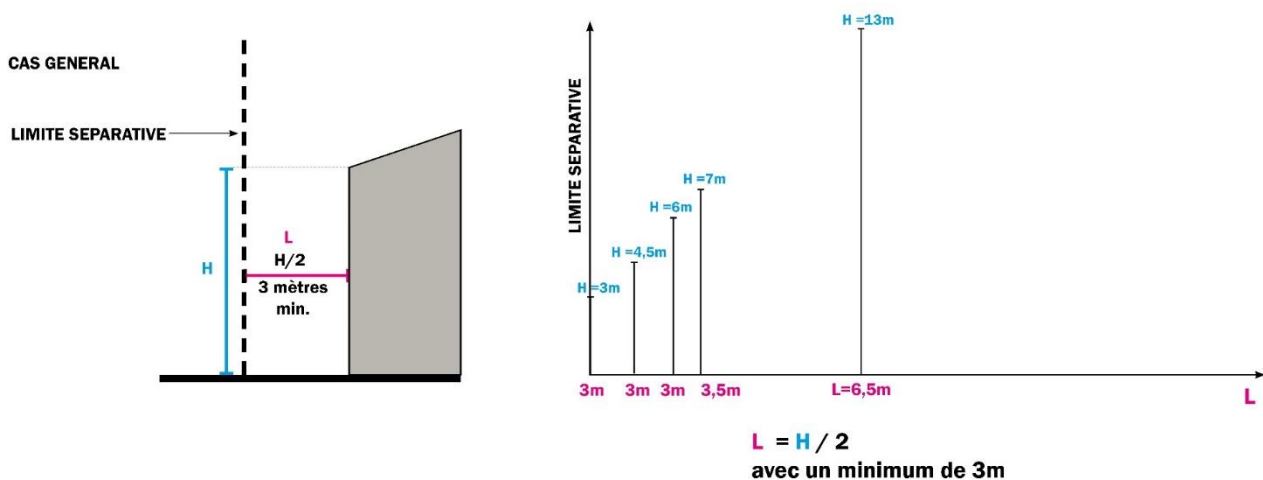 CAS GENERAL
LIMITE SEPARATIVE
H
L
H/2
3 mètres
min.
LIMITE SEPARATIVE
H =3m
H =4,5m
H =6m
H =7m
H =13m
3m
3m
3m
3,5m
L=6,5m
L
L = H / 2
avec un minimum de 3m